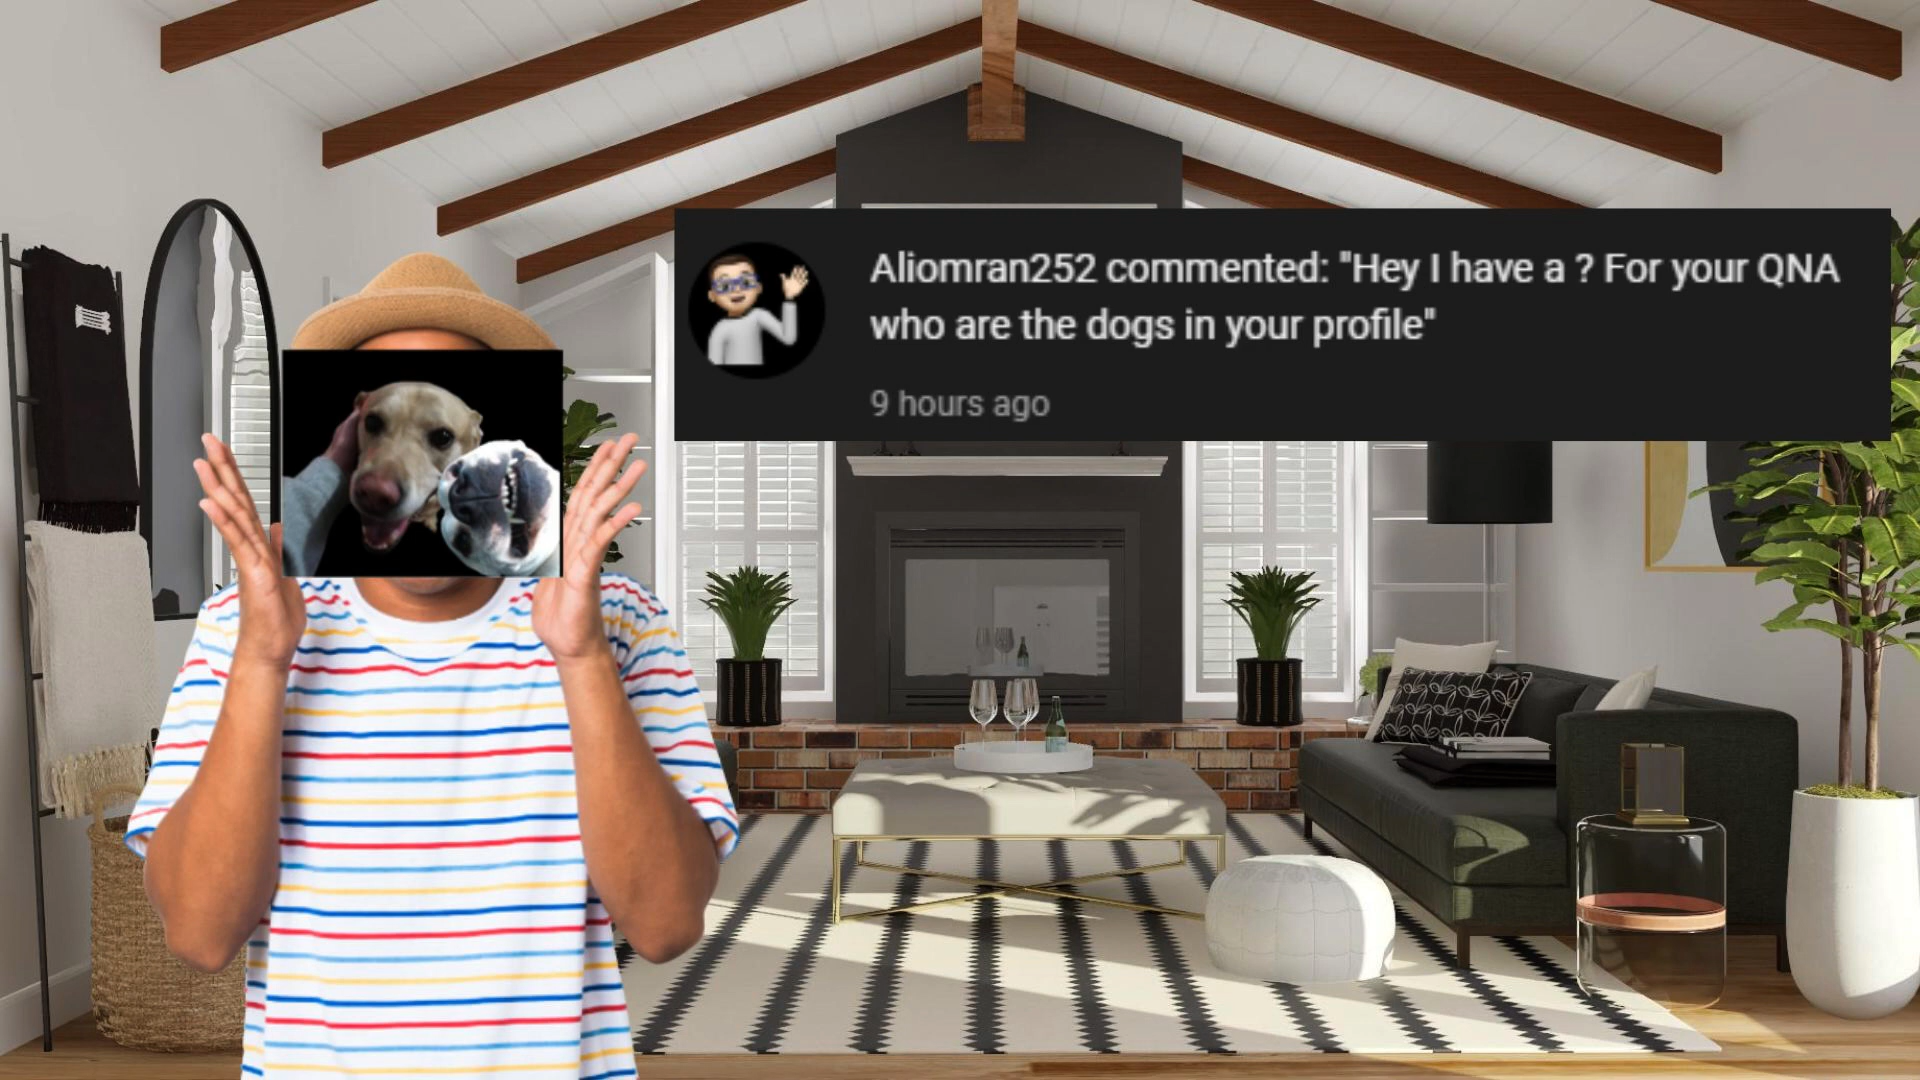 Aliomran252 commented: "Hey I have a ? For your QNA
who are the dogs in your profile"
9 hours ago